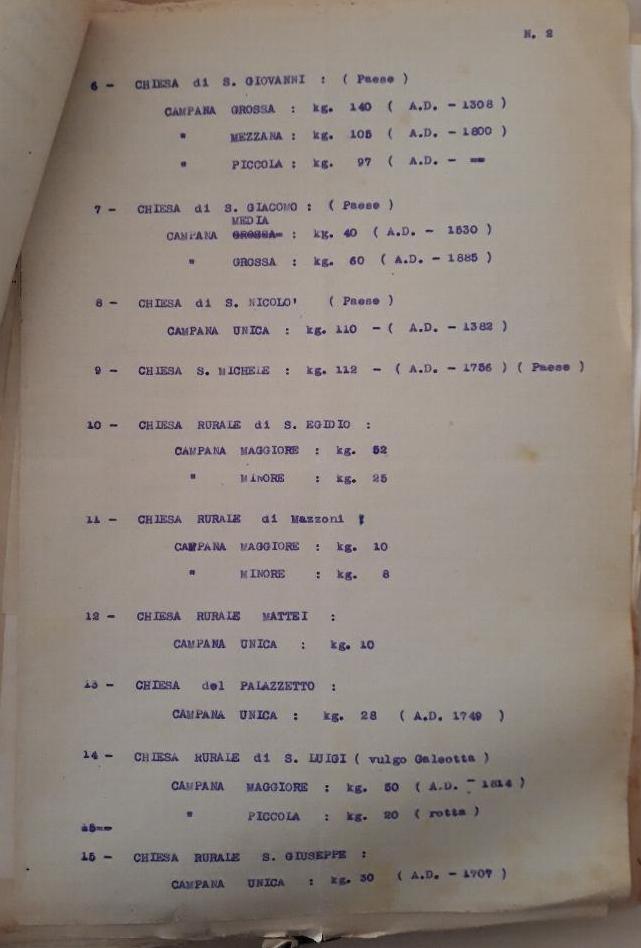 N. 2
6 - CHIESA di S. GIOVANNI : ( Paese )
CAMPANA GROSSA : kg. 140 ( A.D. - 1308 )
" MEZZANA : kg. 105 ( A.D. - 1800 )
" PICCOLA : kg. 97 ( A.D. - --
7 - CHIESA di S. GIACOMO : ( Paese )
MEDIA
CAMPANA GROSSA- : kg. 40 ( A.D. - 1530 )
" GROSSA : kg. 60 ( A.D. - 1885 )
8 - CHIESA di S. NICOLO' ( Paese )
CAMPANA UNICA : kg. 110 - ( A.D. - 1382 )
9 - CHIESA S. MICHELE : kg. 112 - ( A.D. - 1756 ) ( Paese )
10 - CHIESA RURALE di S. EGIDIO :
CAMPANA MAGGIORE : kg. 52
" MINORE : kg. 25
11 - CHIESA RURALE di Mazzoni :
CAMPANA MAGGIORE : kg. 10
" MINORE : kg. 8
12 - CHIESA RURALE MATTEI :
CAMPANA UNICA : kg. 10
13 - CHIESA del PALAZZETTO :
CAMPANA UNICA : kg. 28 ( A.D. 1749 )
14 - CHIESA RURALE di S. LUIGI ( vulgo Galeotta )
CAMPANA MAGGIORE : kg. 50 ( A.D. - 1814 )
" PICCOLA : kg. 20 ( rotta )
15--
15 - CHIESA RURALE S. GIUSEPPE :
CAMPANA UNICA : kg. 30 ( A.D. - 1707 )